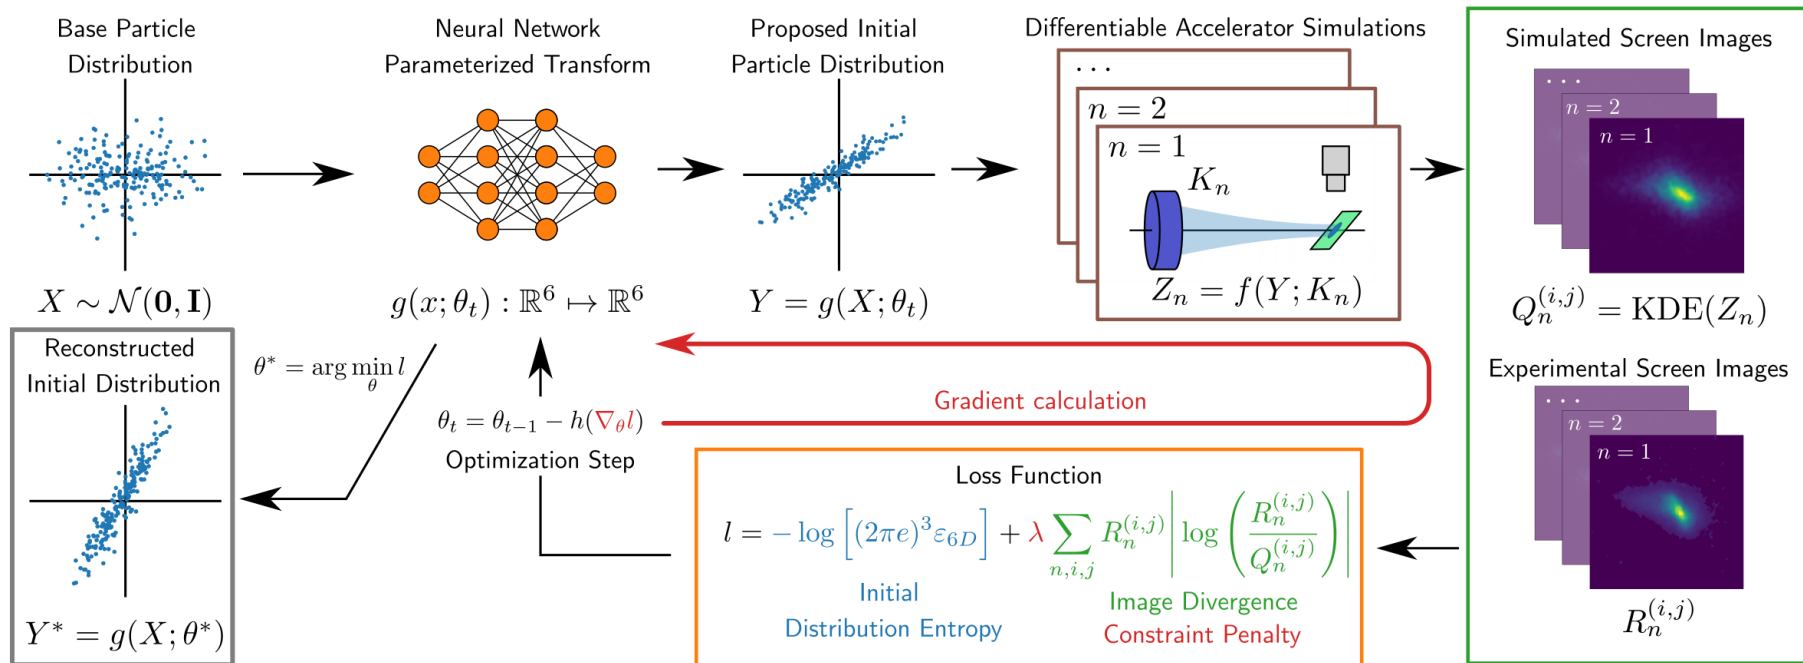 Base Particle
Distribution
X ∼ 𝒩(𝟎, 𝐈)
Neural Network
Parameterized Transform
g(x; θ_t) : ℝ^6 ↦ ℝ^6
Proposed Initial
Particle Distribution
Y = g(X; θ_t)
Differentiable Accelerator Simulations
· · ·
n = 2
n = 1
K_n
Z_n = f(Y; K_n)
Simulated Screen Images
· · ·
n = 2
n = 1
Q_n^{(i,j)} = KDE(Z_n)
Experimental Screen Images
· · ·
n = 2
n = 1
R_n^{(i,j)}
Reconstructed
Initial Distribution
Y^* = g(X; θ^*)
θ^* = arg min_θ l
Gradient calculation
θ_t = θ_{t−1} − h(∇_θ l)
Optimization Step
Loss Function
l = − log [(2πe)^3 ε_{6D}] + λ ∑_{n,i,j} R_n^{(i,j)} | log ( R_n^{(i,j)} / Q_n^{(i,j)} ) |
Initial
Distribution Entropy
Image Divergence
Constraint Penalty